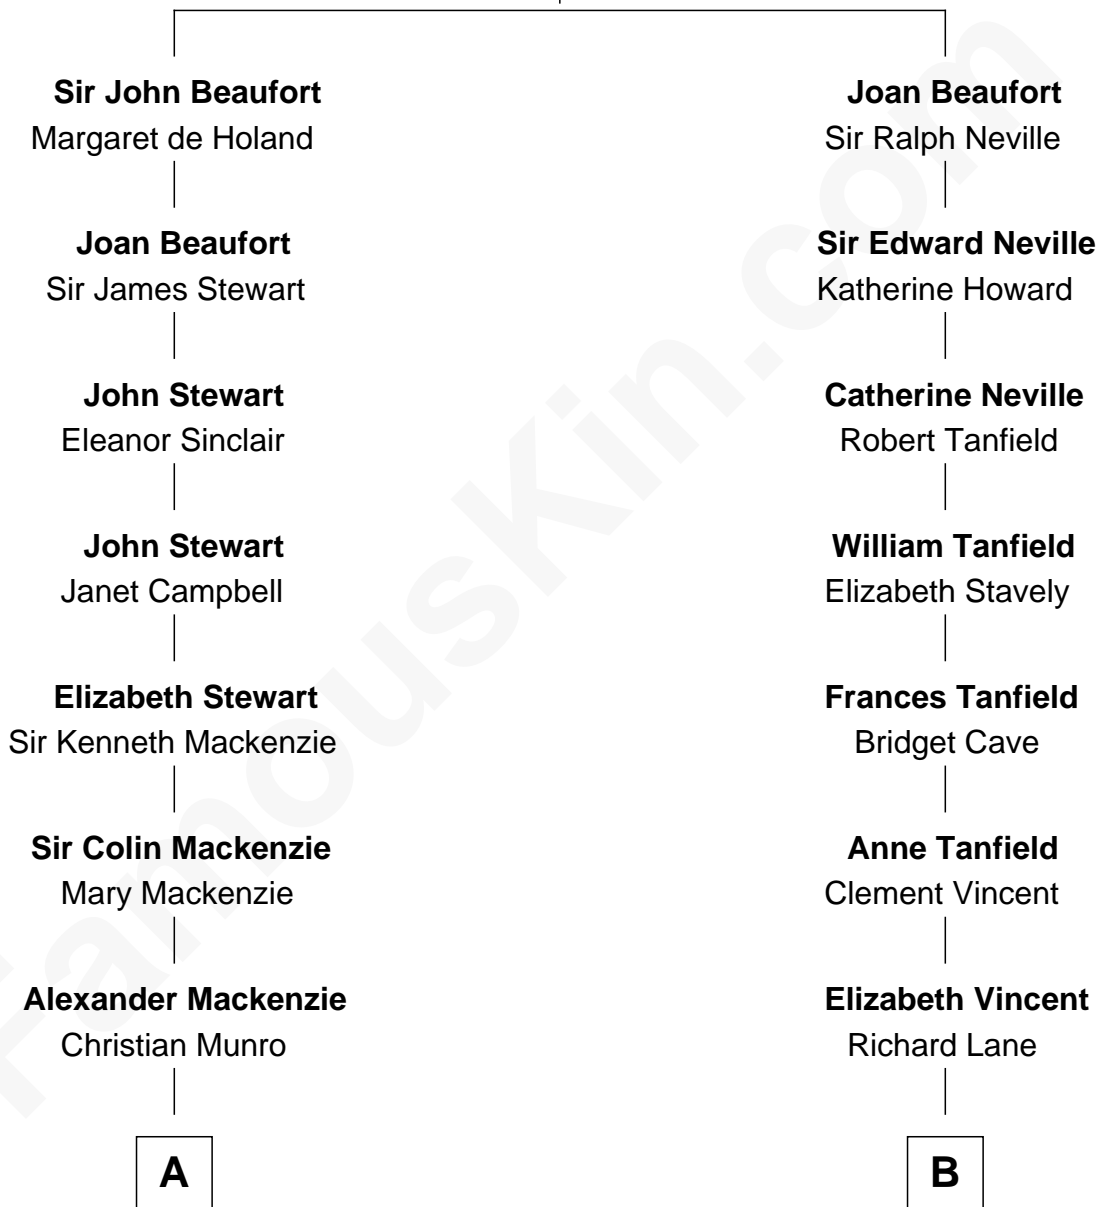 Sir John Beaufort
Margaret de Holand
Joan Beaufort
Sir James Stewart
John Stewart
Eleanor Sinclair
John Stewart
Janet Campbell
Elizabeth Stewart
Sir Kenneth Mackenzie
Sir Colin Mackenzie
Mary Mackenzie
Alexander Mackenzie
Christian Munro
A
Joan Beaufort
Sir Ralph Neville
Sir Edward Neville
Katherine Howard
Catherine Neville
Robert Tanfield
William Tanfield
Elizabeth Stavely
Frances Tanfield
Bridget Cave
Anne Tanfield
Clement Vincent
Elizabeth Vincent
Richard Lane
B
FamousKin.com